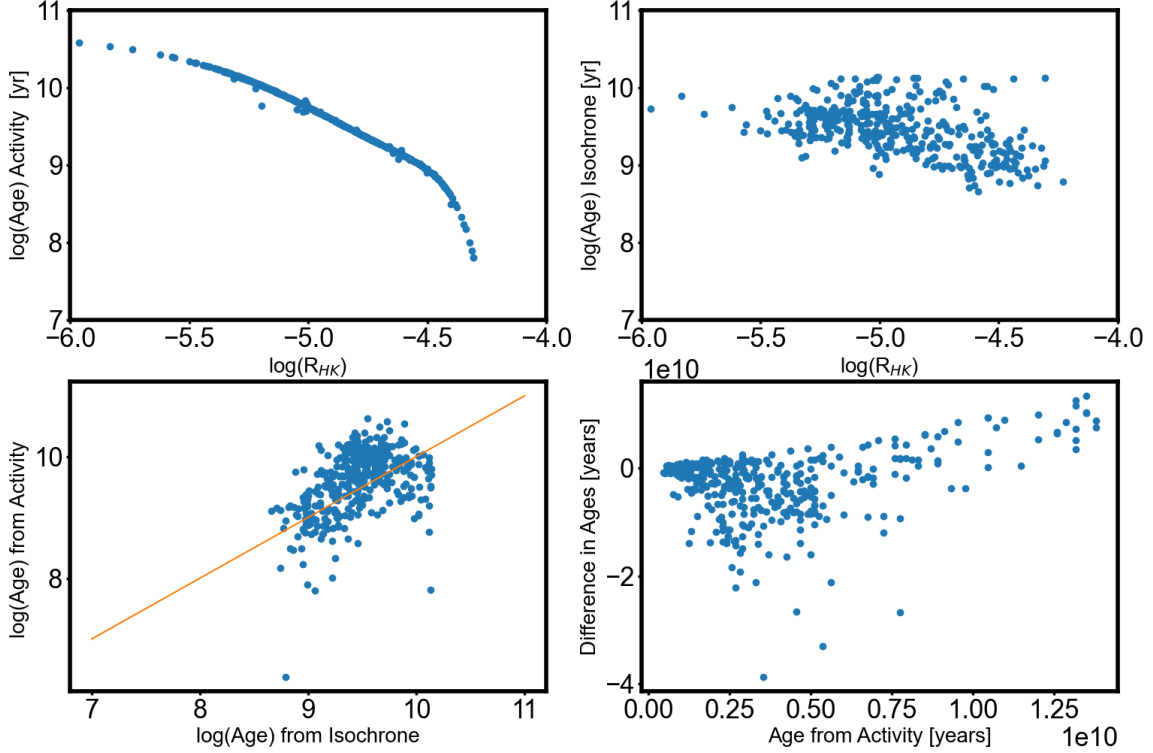 11
10
9
8
7
log(Age) Activity [yr]
−6.0 −5.5 −5.0 −4.5 −4.0
log(R_HK)
11
10
9
8
7
log(Age) Isochrone [yr]
−6.0 −5.5 −5.0 −4.5 −4.0
log(R_HK)
10
8
log(Age) from Activity
7 8 9 10 11
log(Age) from Isochrone
1e10
0
−2
−4
Difference in Ages [years]
0.00 0.25 0.50 0.75 1.00 1.25
Age from Activity [years]
1e10